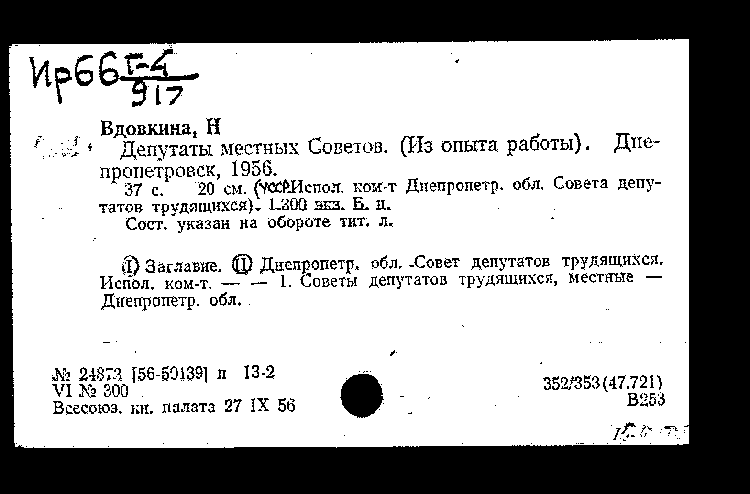 Ир66 Г-4
917
Вдовкина, Н
Депутаты местных Советов. (Из опыта работы). Дне-
пропетровск, 1956.
37 с. 20 см. (УССР. Испол. ком-т Днепропетр. обл. Совета депу-
татов трудящихся). 1.300 экз. Б. ц.
Сост. указан на обороте тит. л.
(I) Заглавие. (II) Днепропетр. обл. Совет депутатов трудящихся.
Испол. ком-т. — — 1. Советы депутатов трудящихся, местные —
Днепропетр. обл.
№ 24873 [56-50139] п 13-2
VI № 300
Всесоюз. кн. палата 27 IX 56
352/353(47.721)
В253